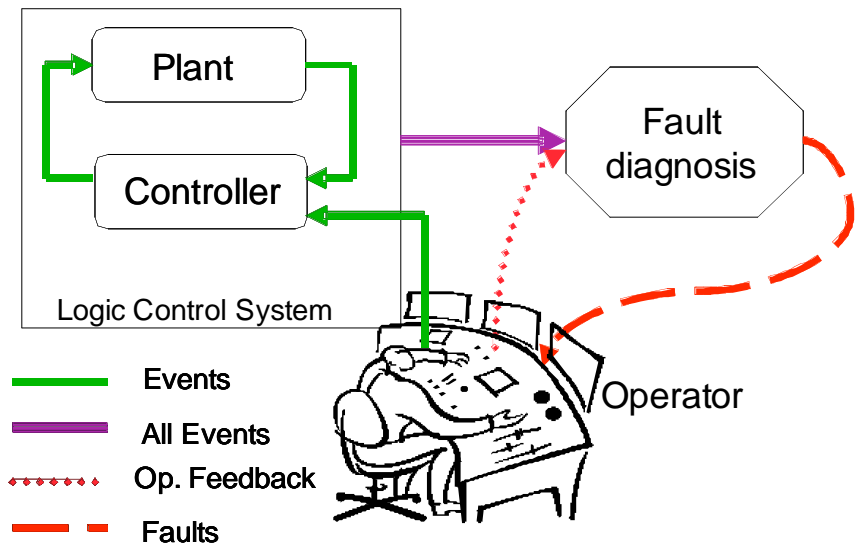 Plant
Controller
Logic Control System
Fault
diagnosis
Operator
Events
All Events
Op. Feedback
Faults